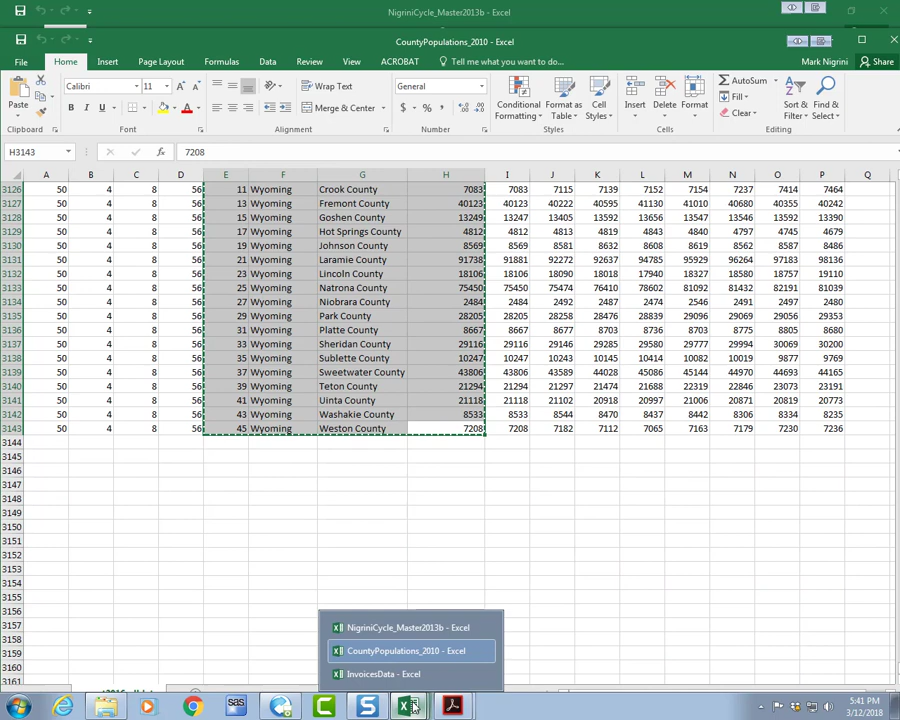 NigriniCycle_Master2013b - Excel
CountyPopulations_2010 - Excel
File Home Insert Page Layout Formulas Data Review View ACROBAT Tell me what you want to do... Mark Nigrini Share
Paste Calibri 11 A A Wrap Text General Conditional Formatting Format as Table Cell Styles Insert Delete Format AutoSum Fill Clear Sort & Filter Find & Select
B I U A Merge & Center $ % ,
Clipboard Font Alignment Number Styles Cells Editing
H3143 fx 7208
A B C D E F G H I J K L M N O P Q
3126 50 4 8 56 11 Wyoming Crook County 7083 7083 7115 7139 7152 7154 7237 7414 7464
3127 50 4 8 56 13 Wyoming Fremont County 40123 40123 40222 40595 41130 41010 40680 40355 40242
3128 50 4 8 56 15 Wyoming Goshen County 13249 13247 13405 13592 13656 13547 13546 13592 13390
3129 50 4 8 56 17 Wyoming Hot Springs County 4812 4812 4813 4819 4843 4840 4797 4745 4679
3130 50 4 8 56 19 Wyoming Johnson County 8569 8569 8581 8632 8608 8619 8562 8587 8486
3131 50 4 8 56 21 Wyoming Laramie County 91738 91881 92272 92637 94785 95929 96264 97183 98136
3132 50 4 8 56 23 Wyoming Lincoln County 18106 18106 18090 18018 17940 18327 18580 18757 19110
3133 50 4 8 56 25 Wyoming Natrona County 75450 75450 75474 76410 78602 81092 81432 82191 81039
3134 50 4 8 56 27 Wyoming Niobrara County 2484 2484 2492 2487 2474 2546 2491 2497 2480
3135 50 4 8 56 29 Wyoming Park County 28205 28205 28258 28478 28839 29096 29069 29056 29353
3136 50 4 8 56 31 Wyoming Platte County 8667 8667 8677 8703 8736 8703 8775 8805 8680
3137 50 4 8 56 33 Wyoming Sheridan County 29116 29116 29146 29285 29777 29994 30069 30200
3138 50 4 8 56 35 Wyoming Sublette County 10247 10247 10145 10414 10082 10019 9877 9769
3139 50 4 8 56 37 Wyoming Sweetwater County 43806 43806 43589 44028 45086 45144 44970 44693 44165
3140 50 4 8 56 39 Wyoming Teton County 21294 21294 21297 21474 21688 22319 22846 23073 23191
3141 50 4 8 56 41 Wyoming Uinta County 21118 21118 21102 20918 20997 21006 20871 20819 20773
3142 50 4 8 56 43 Wyoming Washakie County 8533 8533 8544 8470 8437 8442 8306 8334 8235
3143 50 4 8 56 45 Wyoming Weston County 7208 7208 7182 7112 7065 7163 7179 7230 7236
3144
3145
3146
3147
3148
3149
3150
3151
3152
3153
3154
3155
3156
3157
3158
3159
3160
3161
NigriniCycle_Master2013b - Excel
CountyPopulations_2010 - Excel
InvoicesData - Excel
5:41 PM
3/12/2018